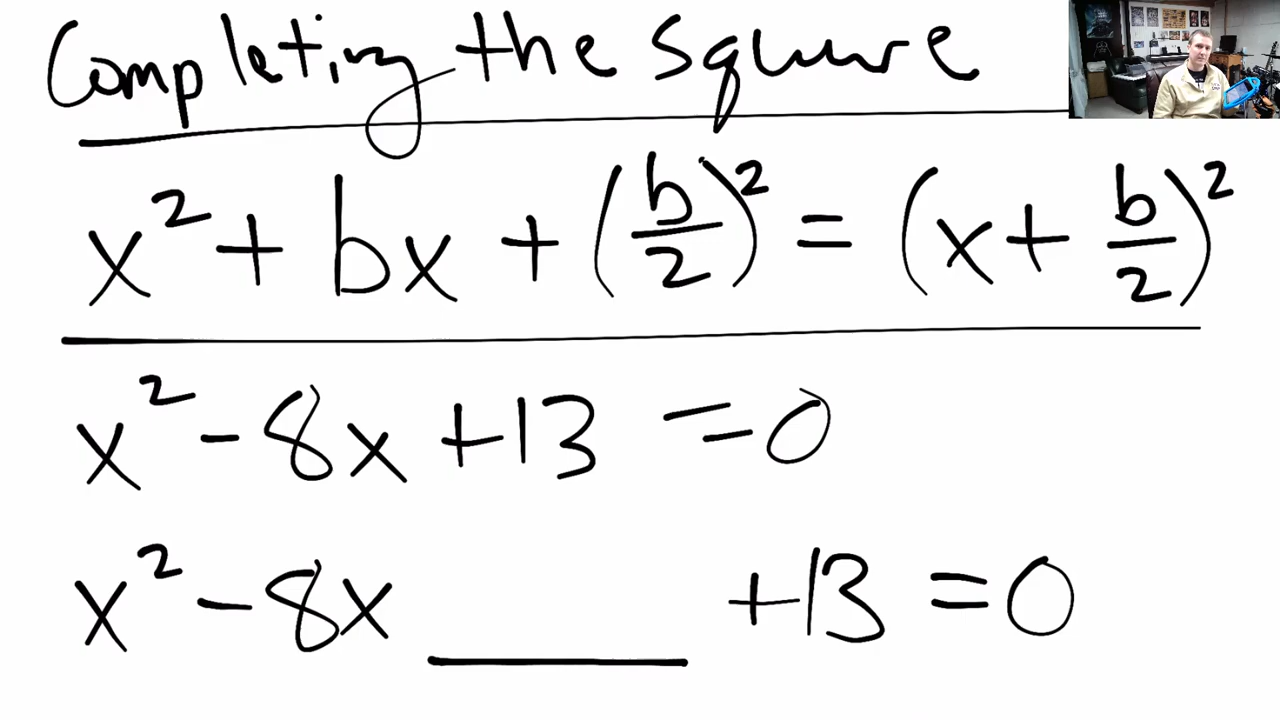 Completing the square
x² + bx + (b/2)² = (x + b/2)²
x² - 8x + 13 = 0
x² - 8x ______ + 13 = 0